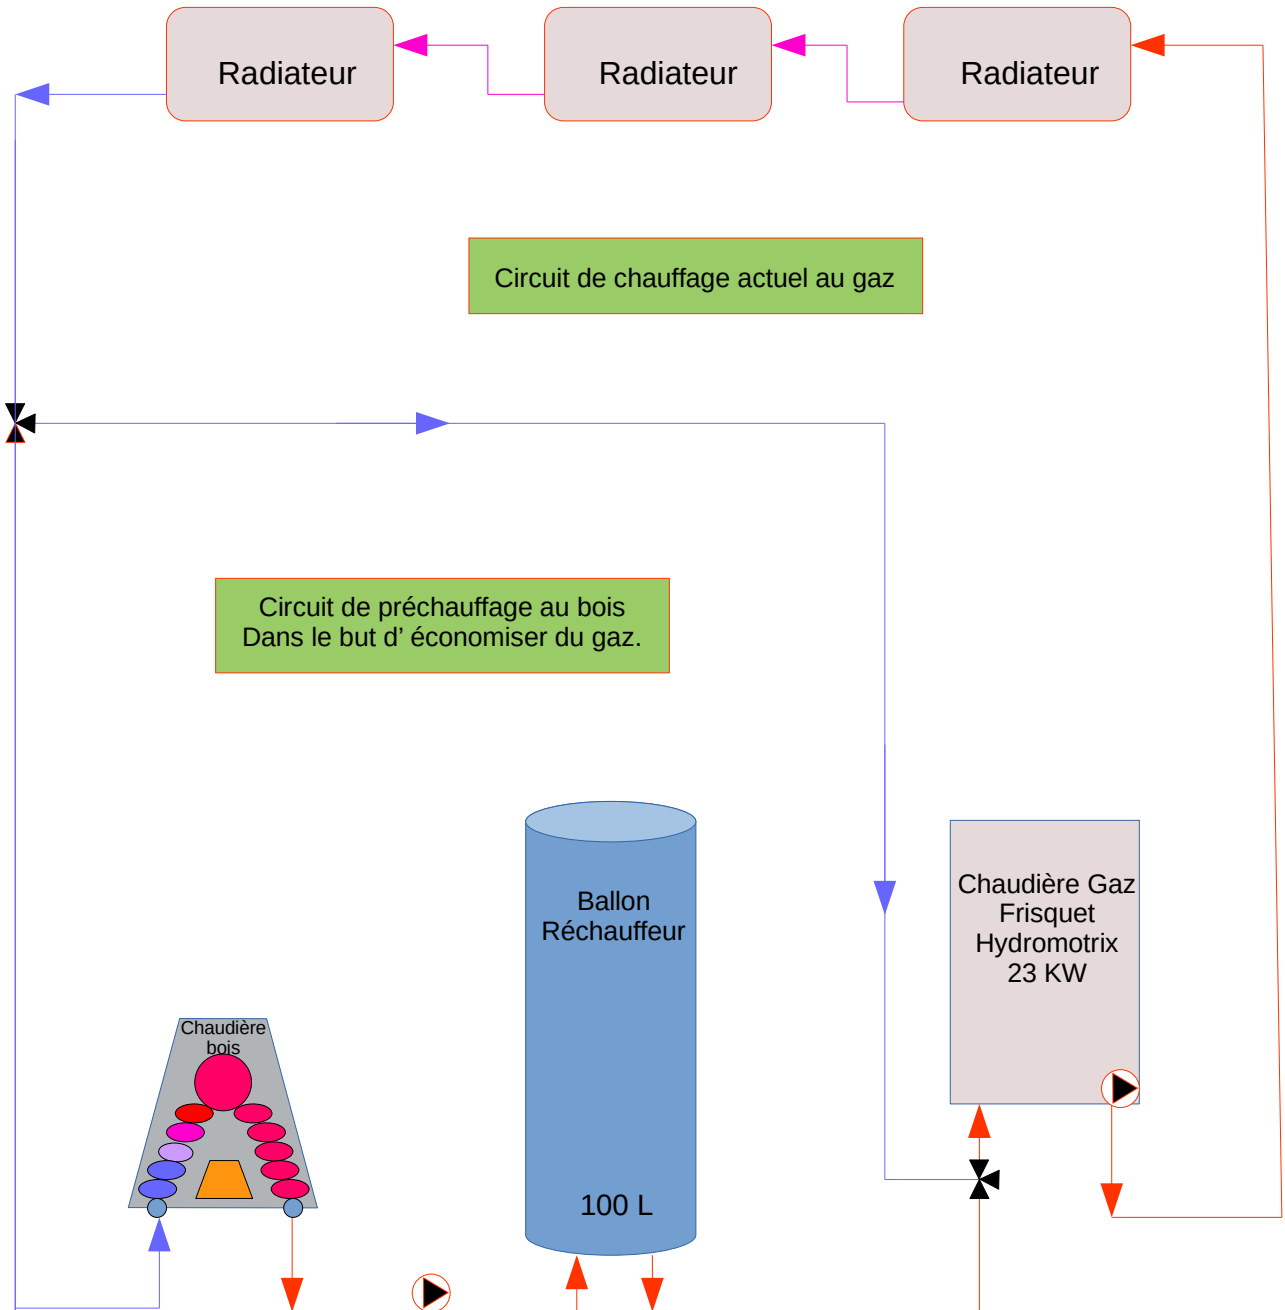 Radiateur
Radiateur
Radiateur
Circuit de chauffage actuel au gaz
Circuit de préchauffage au bois
Dans le but d’ économiser du gaz.
Ballon
Réchauffeur
100 L
Chaudière Gaz
Frisquet
Hydromotrix
23 KW
Chaudière
bois